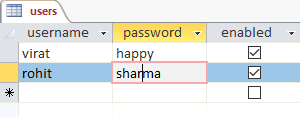 users
username password enabled
virat happy
rohit sharma